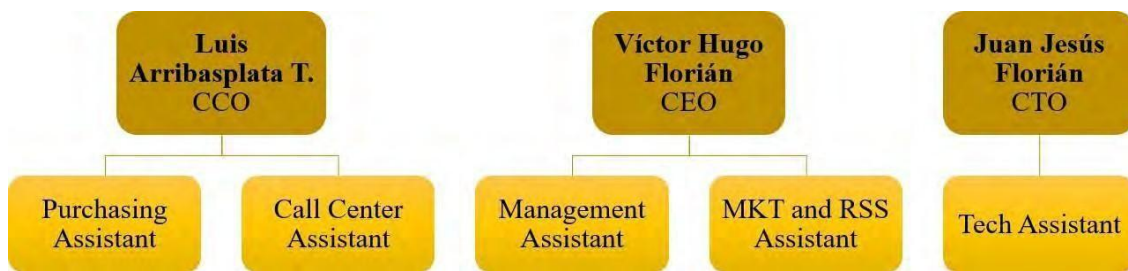 Luis
Arribasplata T.
CCO
Víctor Hugo
Florián
CEO
Juan Jesús
Florián
CTO
Purchasing
Assistant
Call Center
Assistant
Management
Assistant
MKT and RSS
Assistant
Tech Assistant